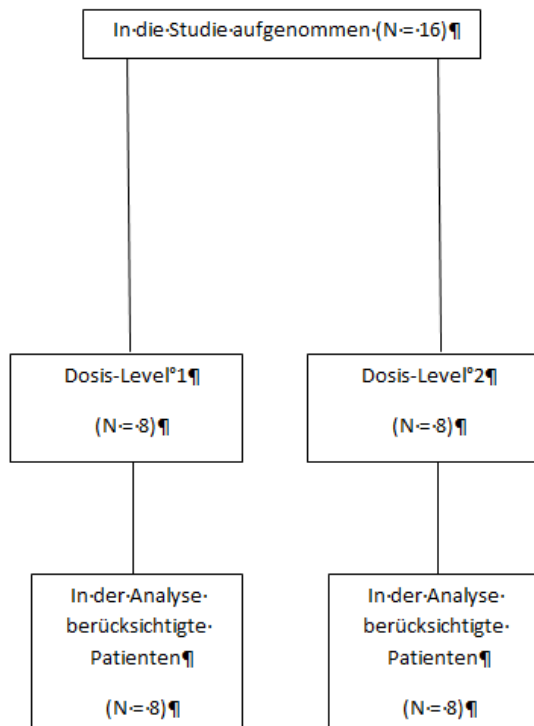 In·die·Studie·aufgenommen·(N·=·16)¶
Dosis-Level°1¶
(N·=·8)¶
Dosis-Level°2¶
(N·=·8)¶
In·der·Analyse·
berücksichtigte·
Patienten¶
(N·=·8)¶
In·der·Analyse·
berücksichtigte·
Patienten¶
(N·=·8)¶